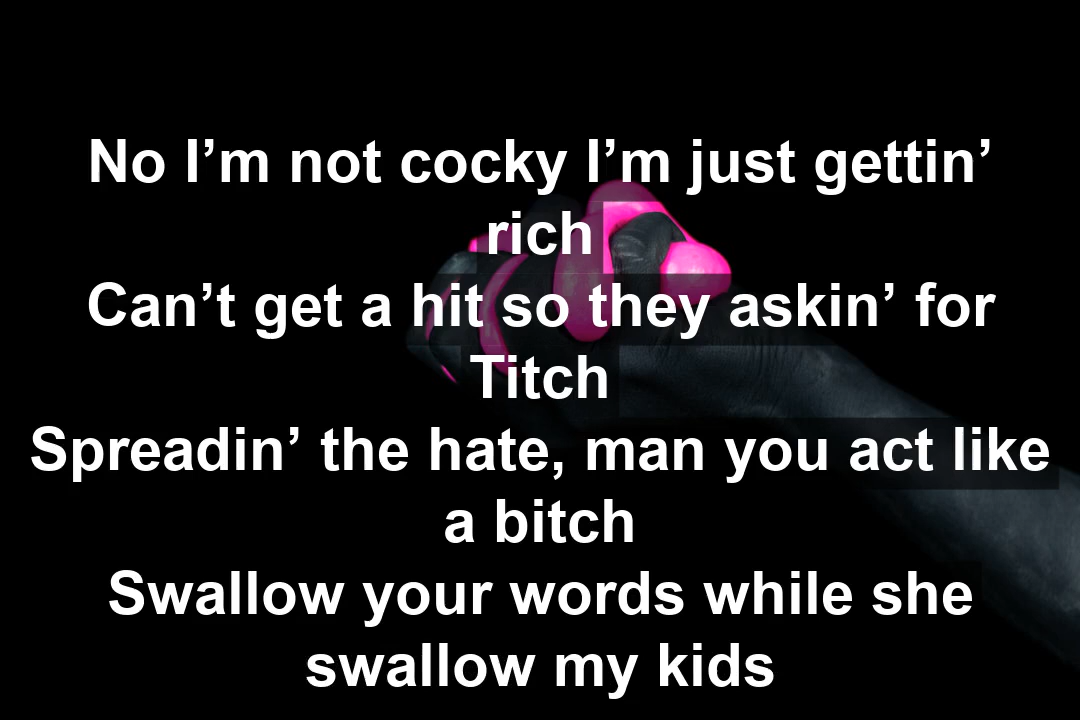 No I’m not cocky I’m just gettin’
rich
Can’t get a hit so they askin’ for
Titch
Spreadin’ the hate, man you act like
a bitch
Swallow your words while she
swallow my kids